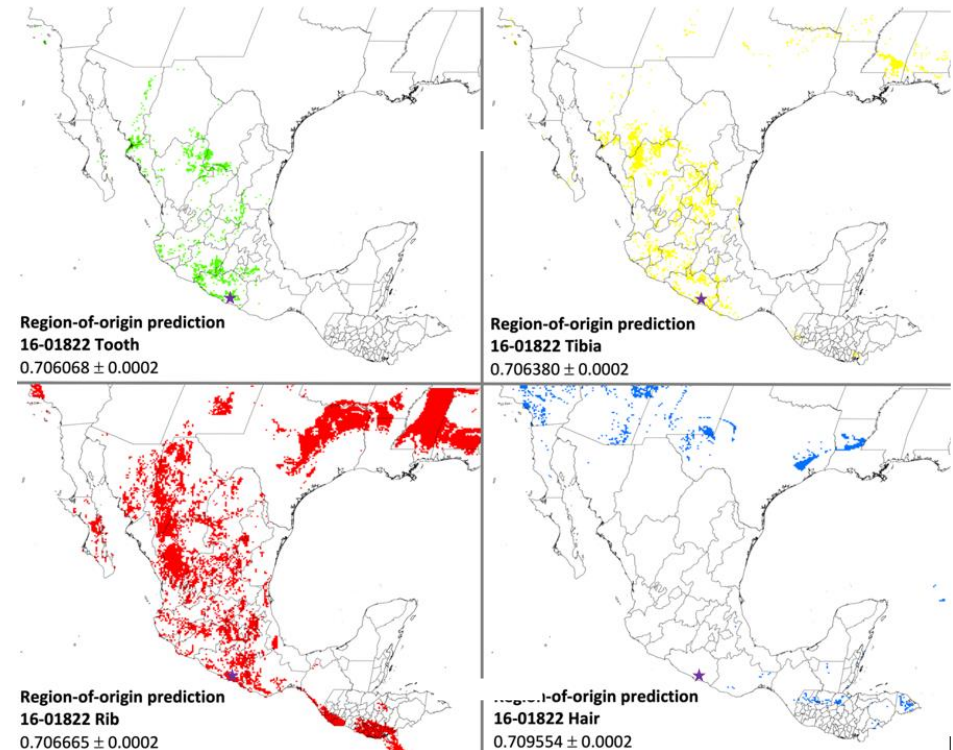 Region-of-origin prediction
16-01822 Tooth
0.706068 ± 0.0002
Region-of-origin prediction
16-01822 Tibia
0.706380 ± 0.0002
Region-of-origin prediction
16-01822 Rib
0.706665 ± 0.0002
-of-origin prediction
16-01822 Hair
0.709554 ± 0.0002